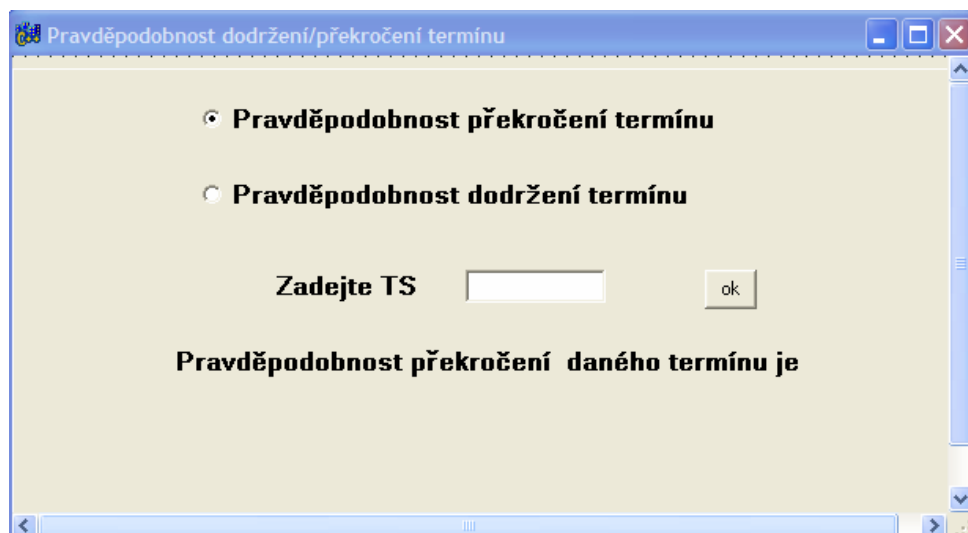 Pravděpodobnost dodržení/překročení termínu
Pravděpodobnost překročení termínu
Pravděpodobnost dodržení termínu
Zadejte TS
ok
Pravděpodobnost překročení daného termínu je